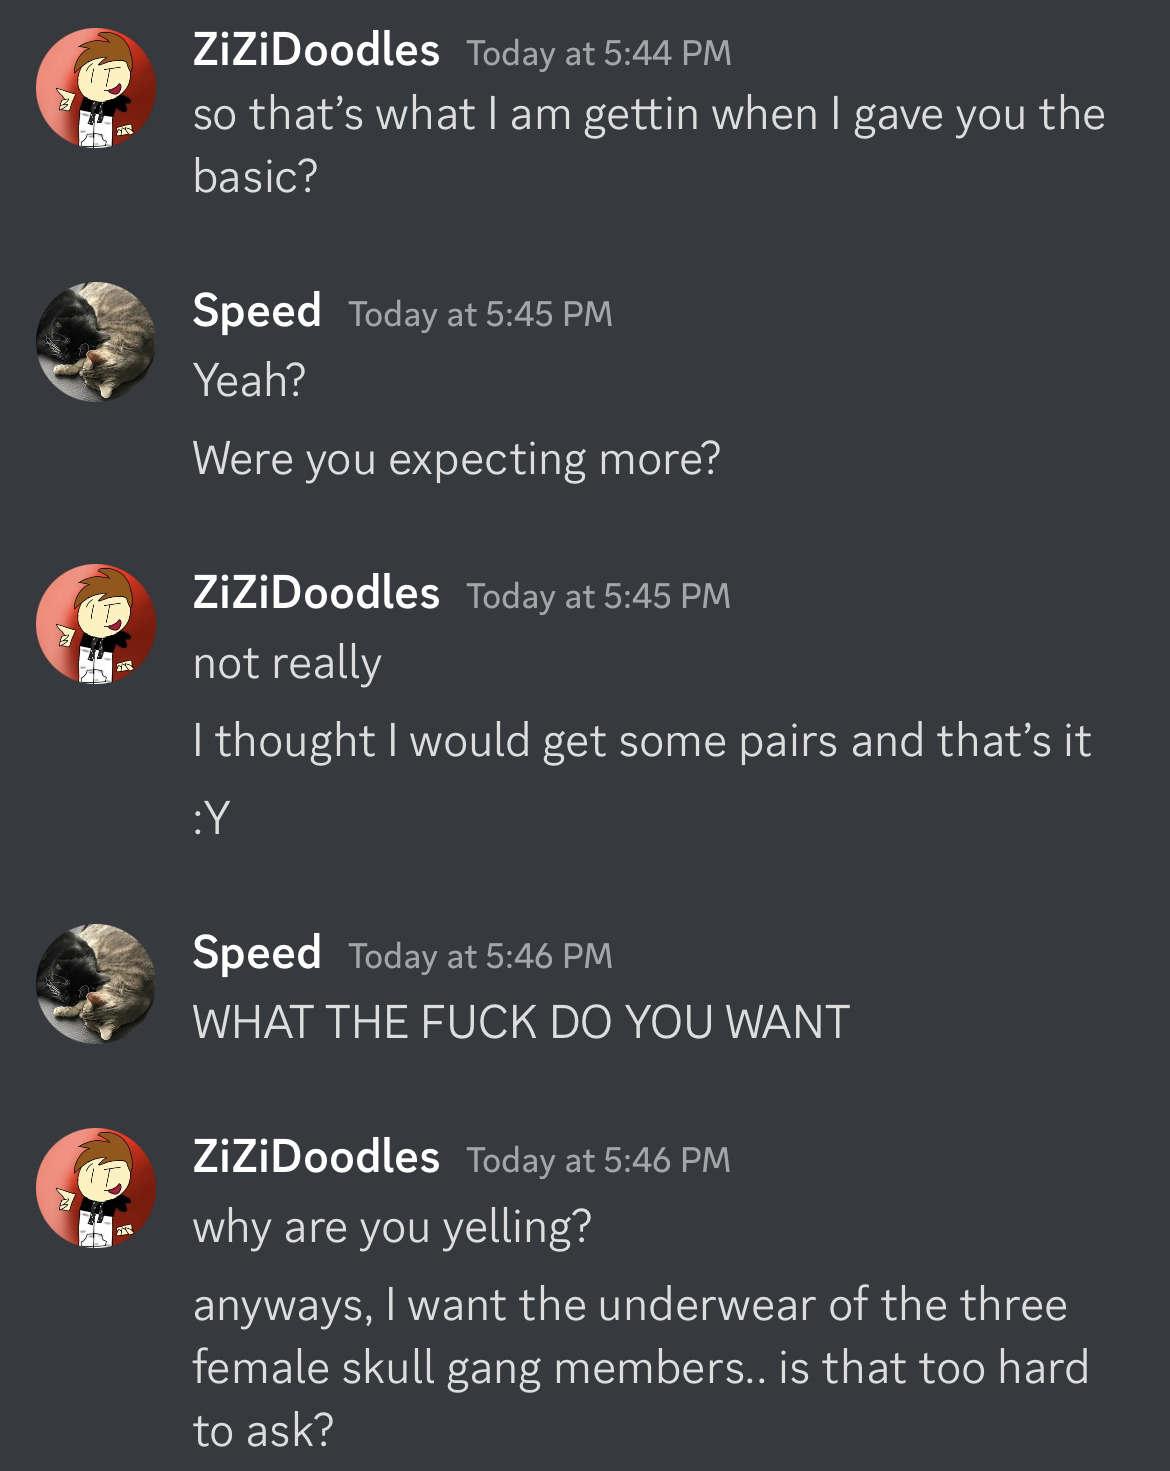 ZiZiDoodles Today at 5:44 PM
so that’s what I am gettin when I gave you the
basic?
Speed Today at 5:45 PM
Yeah?
Were you expecting more?
ZiZiDoodles Today at 5:45 PM
not really
I thought I would get some pairs and that’s it
:Y
Speed Today at 5:46 PM
WHAT THE FUCK DO YOU WANT
ZiZiDoodles Today at 5:46 PM
why are you yelling?
anyways, I want the underwear of the three
female skull gang members.. is that too hard
to ask?